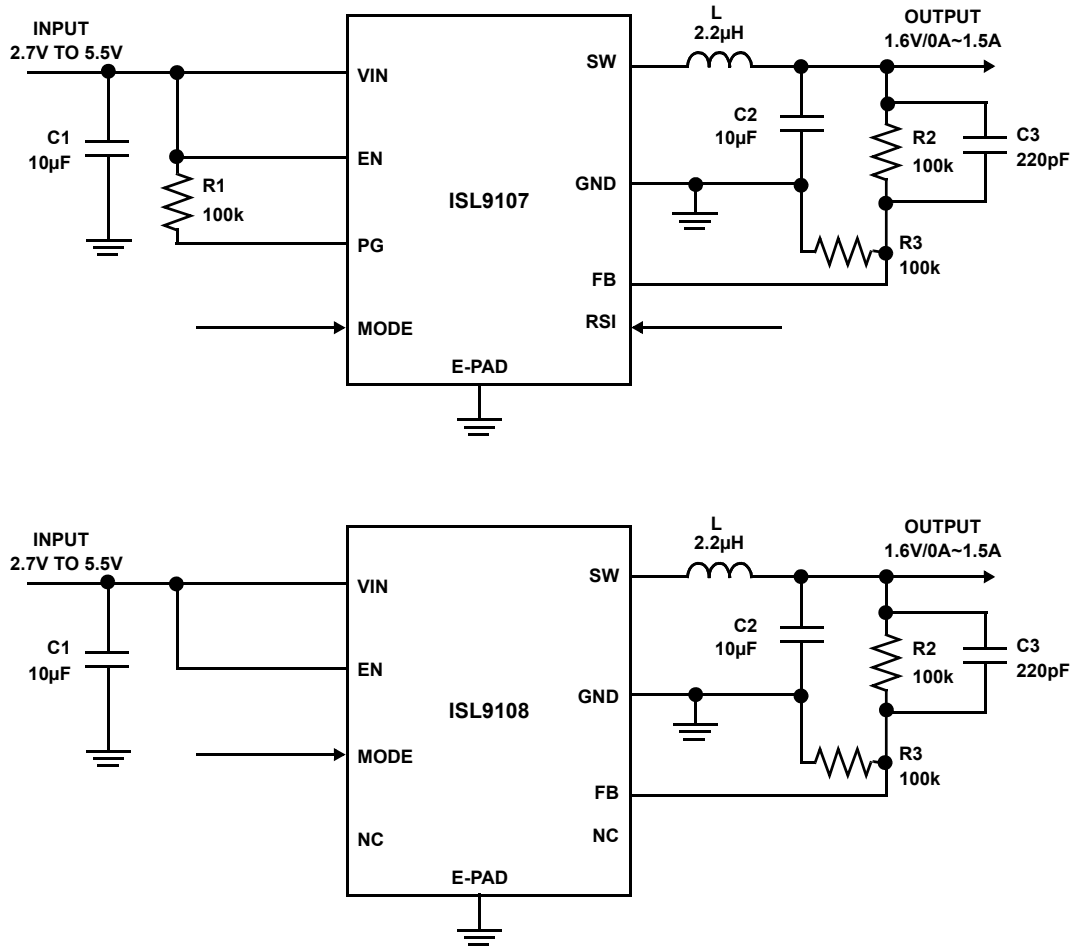 INPUT
2.7V TO 5.5V
C1
10µF
R1
100k
VIN
EN
PG
MODE
ISL9107
E-PAD
SW
GND
FB
RSI
L
2.2µH
C2
10µF
OUTPUT
1.6V/0A~1.5A
R2
100k
C3
220pF
R3
100k
INPUT
2.7V TO 5.5V
C1
10µF
VIN
EN
MODE
NC
ISL9108
E-PAD
SW
GND
FB
NC
L
2.2µH
C2
10µF
OUTPUT
1.6V/0A~1.5A
R2
100k
C3
220pF
R3
100k